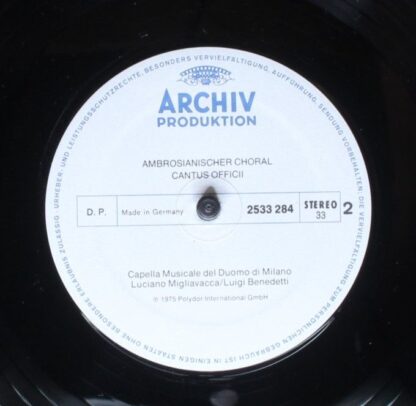 URHEBER- UND LEISTUNGSSCHUTZRECHTE, BESONDERS VERVIELFÄLTIGUNG, AUFFÜHRUNG, SENDUNG VORBEHALTEN. DIE VERVIELFÄLTIGUNG ZUM PERSÖNLICHEN GEBRAUCH IST IN EINIGEN STAATEN OHNE BESONDERE ERLAUBNIS ZULÄSSIG
ARCHIV
PRODUKTION
AMBROSIANISCHER CHORAL
CANTUS OFFICII
D. P. Made in Germany 2533 284 STEREO 33 2
Capella Musicale del Duomo di Milano
Luciano Migliavacca/Luigi Benedetti
℗ 1975 Polydor International GmbH